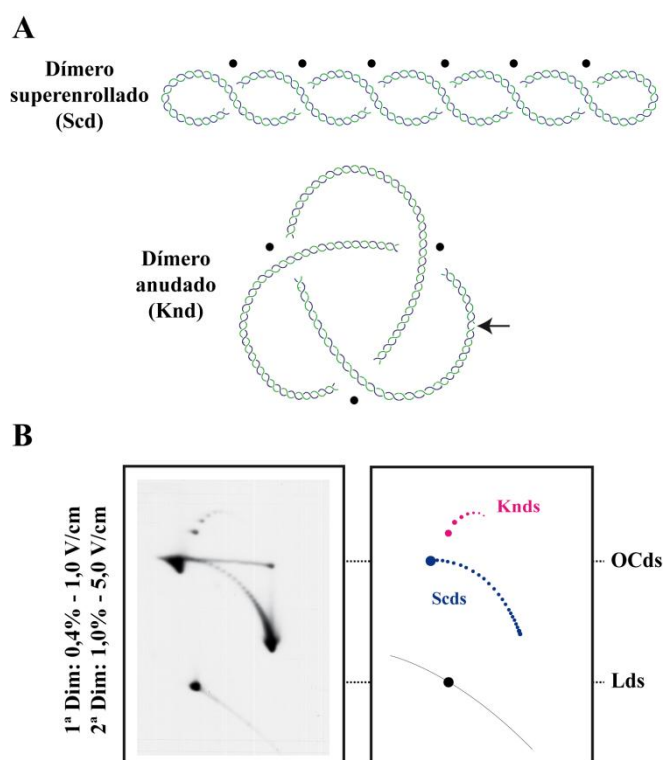 A
Dímero
superenrollado
(Scd)
Dímero
anudado
(Knd)
B
1ª Dim: 0,4% - 1,0 V/cm
2ª Dim: 1,0% - 5,0 V/cm
Knds
OCds
Scds
Lds